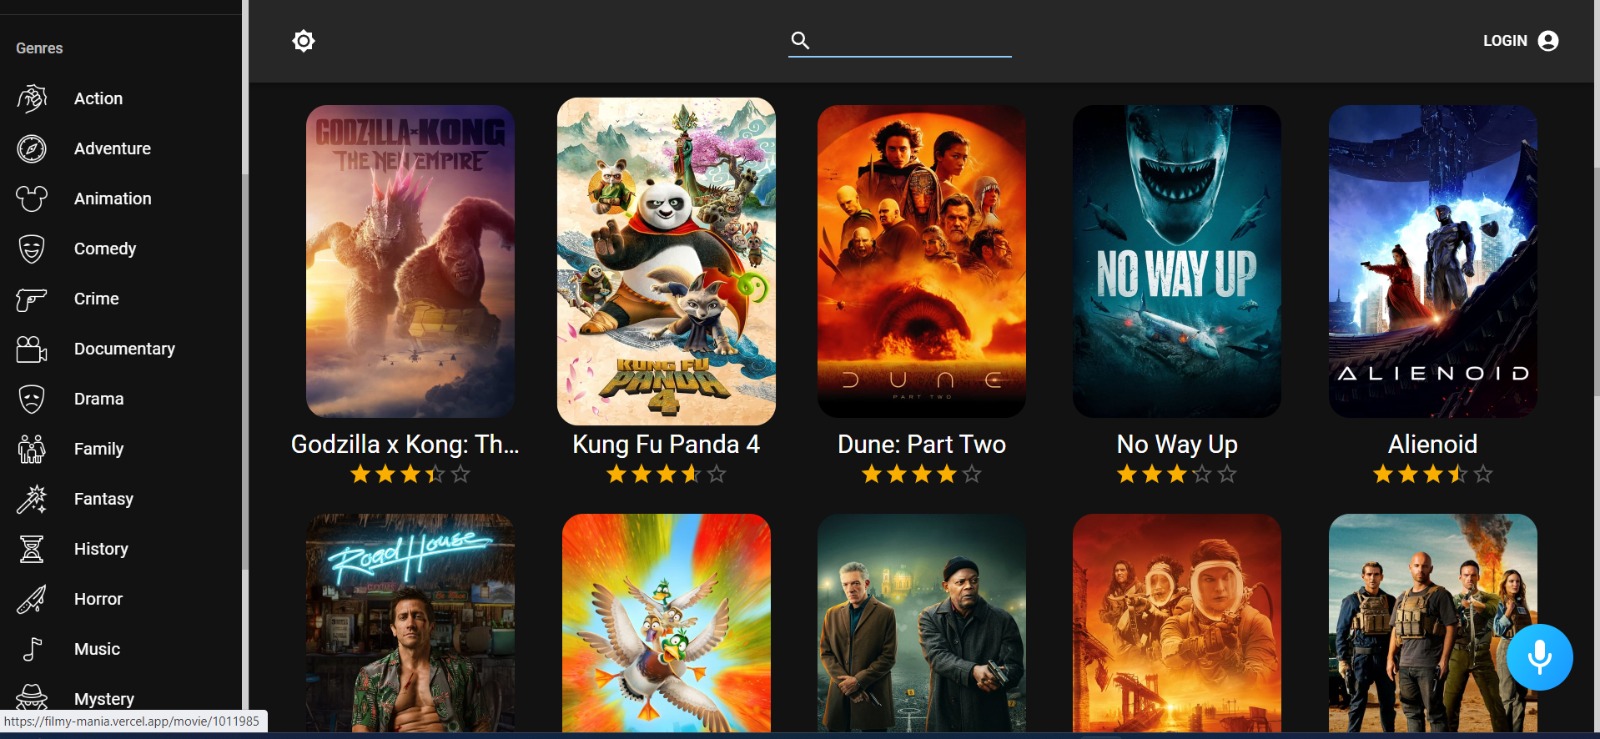 Genres
Action
Adventure
Animation
Comedy
Crime
Documentary
Drama
Family
Fantasy
History
Horror
Music
Mystery
https://filmy-mania.vercel.app/movie/1011985
LOGIN
GODZILLA x KONG
THE NEW EMPIRE
KUNG FU
PANDA
4
DUNE
PART TWO
NO WAY UP
ALIENOID
Godzilla x Kong: Th...
Kung Fu Panda 4
Dune: Part Two
No Way Up
Alienoid
Road House